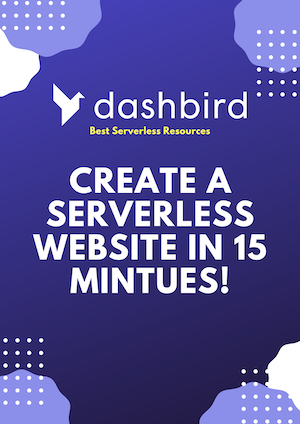 dashbird
Best Serverless Resources
CREATE A
SERVERLESS
WEBSITE IN 15
MINTUES!